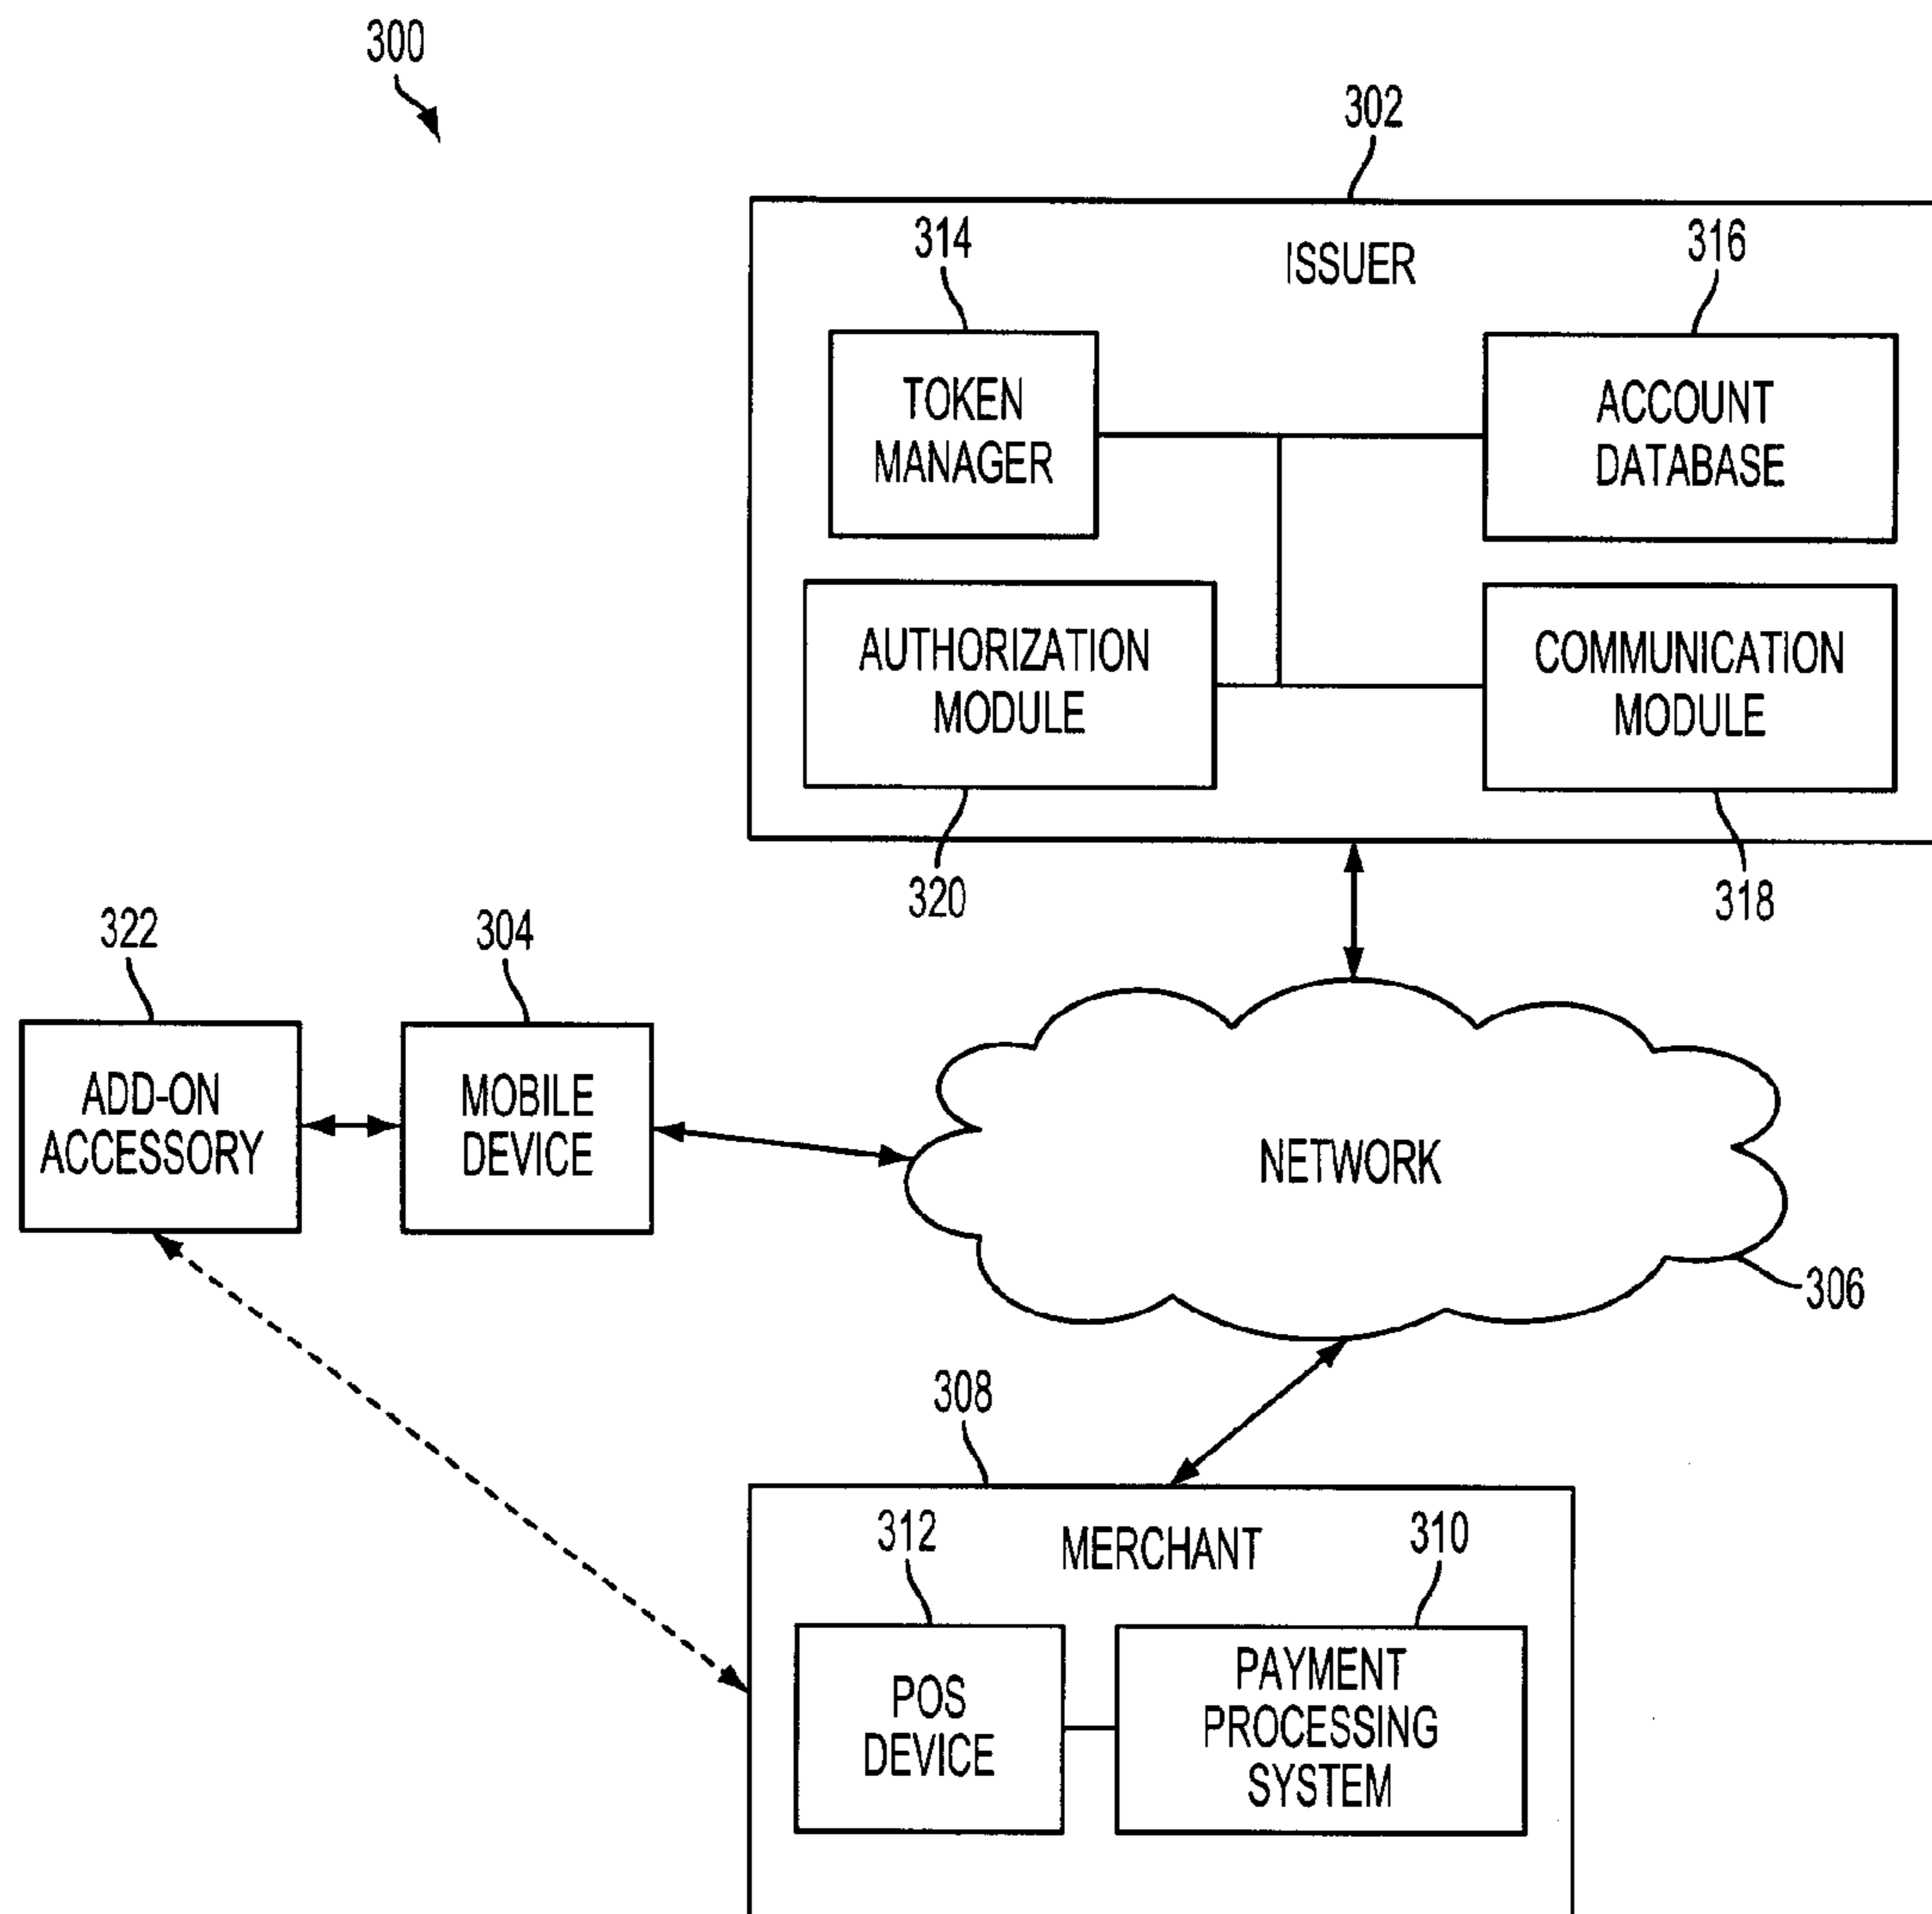 300
302
314
ISSUER
316
TOKEN
MANAGER
ACCOUNT
DATABASE
AUTHORIZATION
MODULE
COMMUNICATION
MODULE
320
318
322
304
ADD-ON
ACCESSORY
MOBILE
DEVICE
NETWORK
306
308
312
MERCHANT
310
POS
DEVICE
PAYMENT
PROCESSING
SYSTEM